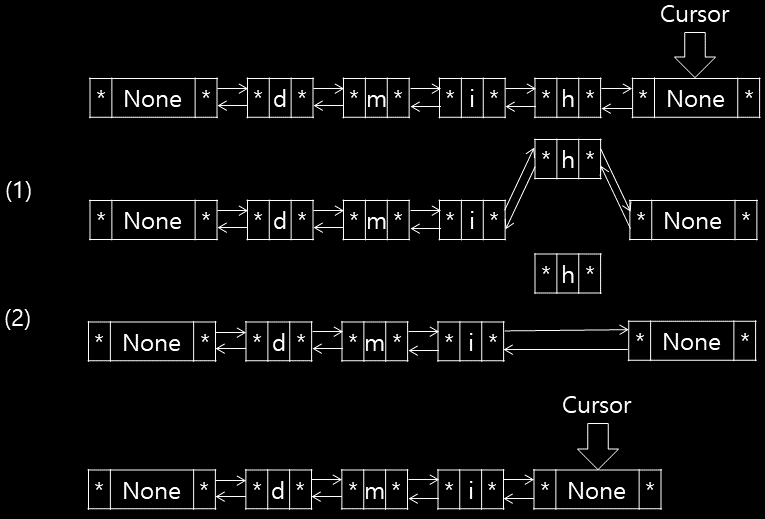 Cursor
* None * * d * * m * * i * * h * * None *
* h *
(1)
* None * * d * * m * * i * * None *
* h *
(2)
* None * * d * * m * * i * * None *
Cursor
* None * * d * * m * * i * * None *